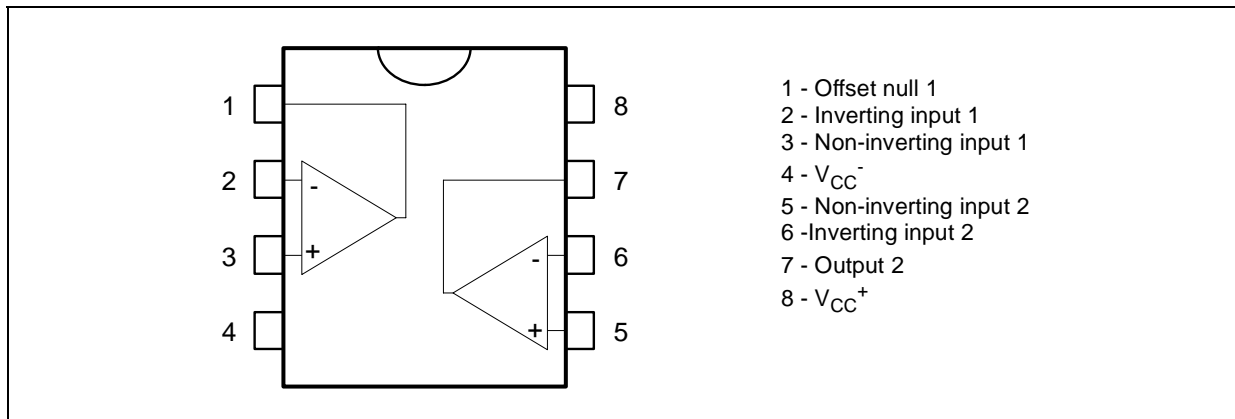 1
2
3
4
8
7
6
5
-
+
-
+
1 - Offset null 1
2 - Inverting input 1
3 - Non-inverting input 1
4 - VCC-
5 - Non-inverting input 2
6 -Inverting input 2
7 - Output 2
8 - VCC+